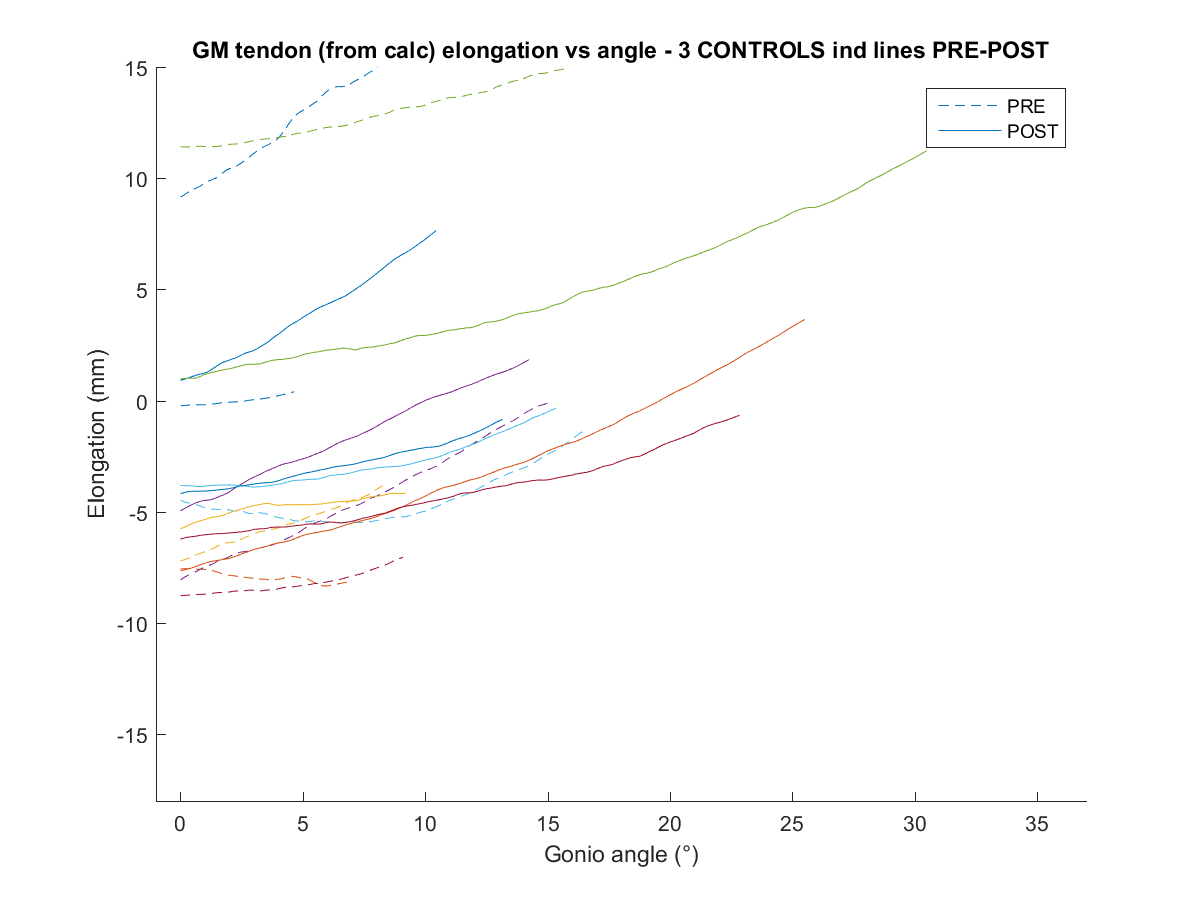 GM tendon (from calc) elongation vs angle - 3 CONTROLS ind lines PRE-POST
PRE
POST
Elongation (mm)
15
10
5
0
-5
-10
-15
0 5 10 15 20 25 30 35
Gonio angle (°)